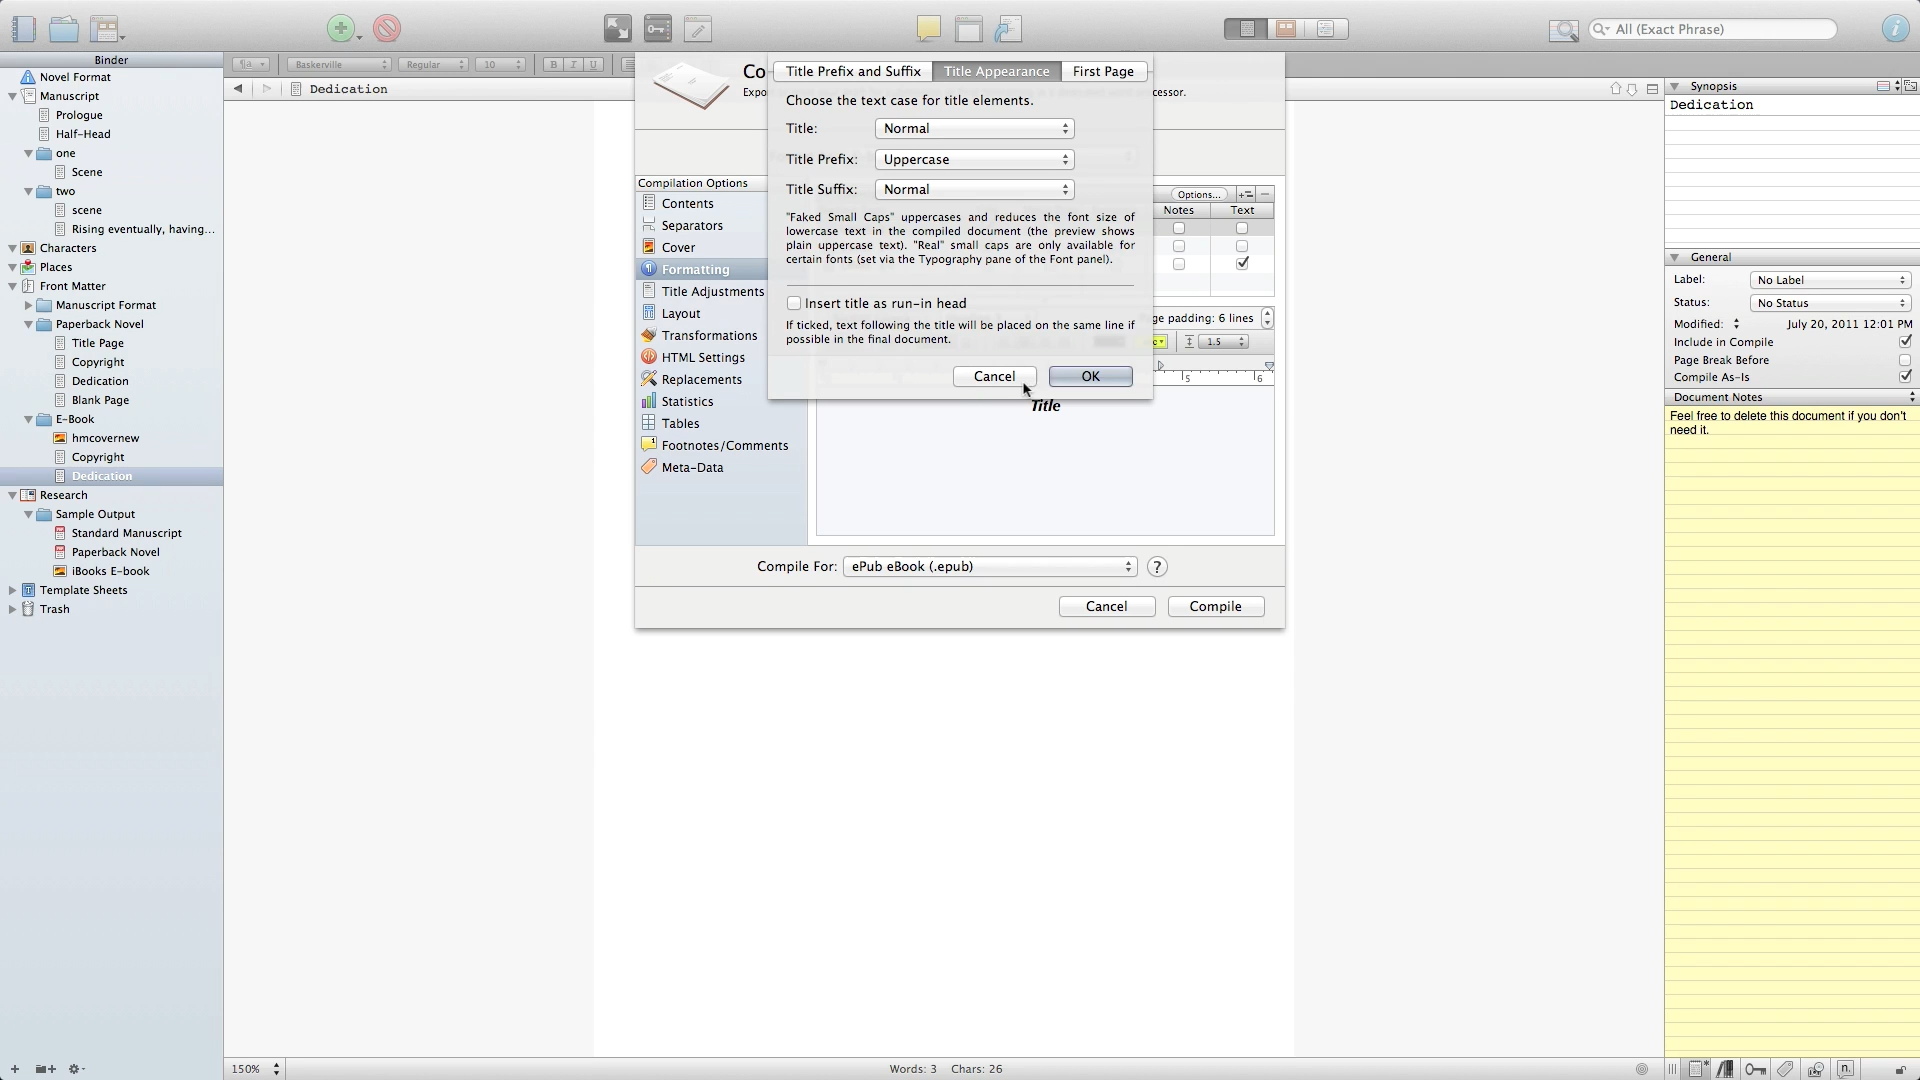 All (Exact Phrase)
Binder
Novel Format
Manuscript
Prologue
Half-Head
one
Scene
two
scene
Rising eventually, having...
Characters
Places
Front Matter
Manuscript Format
Paperback Novel
Title Page
Copyright
Dedication
Blank Page
E-Book
hmcovernew
Copyright
Dedication
Research
Sample Output
Standard Manuscript
Paperback Novel
iBooks E-book
Template Sheets
Trash
Baskerville
Regular
10
B I U
Dedication
Co
Expo
cessor.
Title Prefix and Suffix
Title Appearance
First Page
Choose the text case for title elements.
Title: Normal
Title Prefix: Uppercase
Title Suffix: Normal
"Faked Small Caps" uppercases and reduces the font size of
lowercase text in the compiled document (the preview shows
plain uppercase text). "Real" small caps are only available for
certain fonts (set via the Typography pane of the Font panel).
Insert title as run-in head
If ticked, text following the title will be placed on the same line if
possible in the final document.
Cancel
OK
Compilation Options
Contents
Separators
Cover
Formatting
Title Adjustments
Layout
Transformations
HTML Settings
Replacements
Statistics
Tables
Footnotes/Comments
Meta-Data
Options...
Notes
Text
ge padding: 6 lines
1.5
5
6
Title
Compile For: ePub eBook (.epub)
?
Cancel
Compile
Synopsis
Dedication
General
Label: No Label
Status: No Status
Modified: July 20, 2011 12:01 PM
Include in Compile
Page Break Before
Compile As-Is
Document Notes
Feel free to delete this document if you don't
need it.
150%
Words: 3 Chars: 26